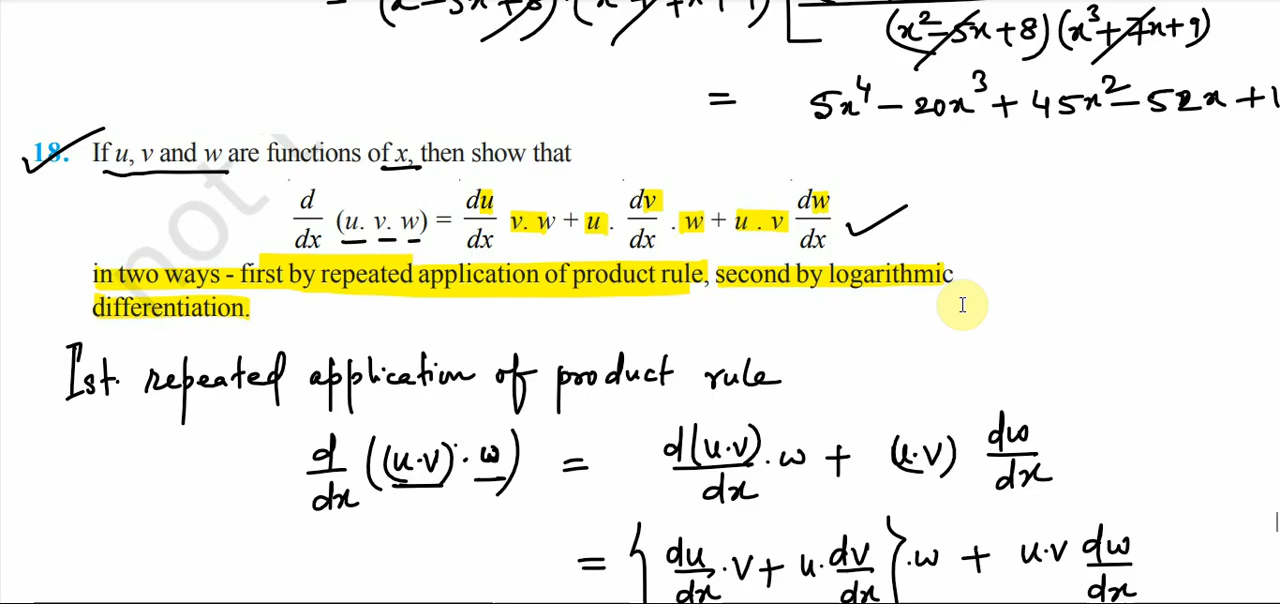 (x² - 5x + 8) (x³ + 7x + 9)
= 5x⁴ - 20x³ + 45x² - 52x + 1
18. If u, v and w are functions of x, then show that
d/dx (u. v. w) = du/dx v. w + u . dv/dx . w + u . v dw/dx
in two ways - first by repeated application of product rule, second by logarithmic
differentiation.
Ist. repeated application of product rule
d/dx ((u·v)·w) = d(u·v)/dx · w + (u·v) dw/dx
= { du/dx · v + u · dv/dx } · w + u·v dw/dx